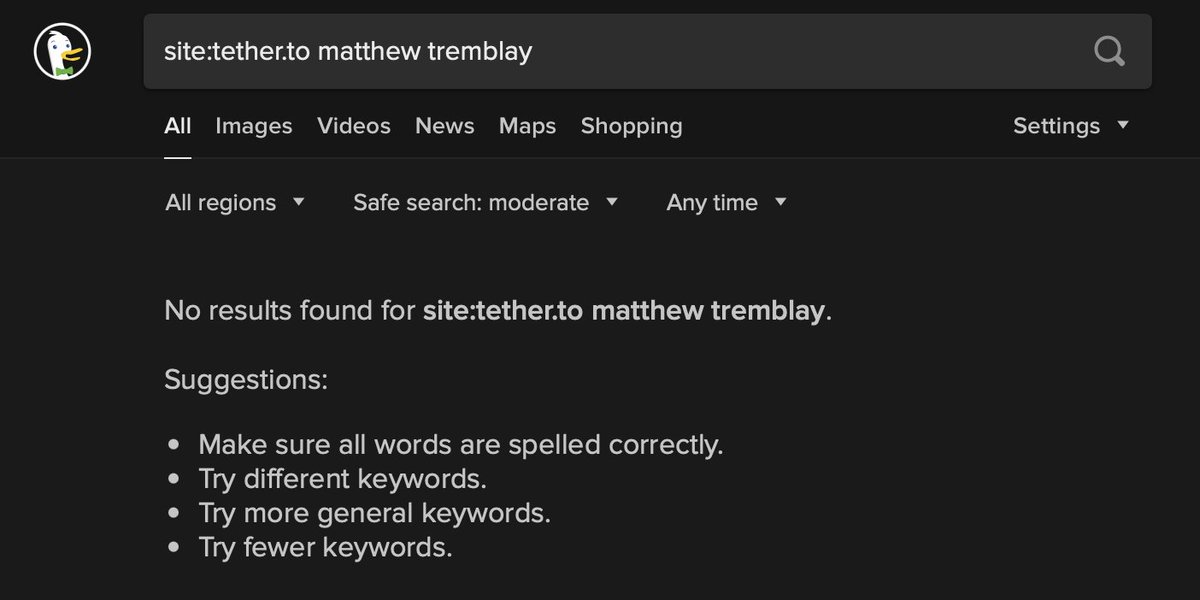 site:tether.to matthew tremblay
All Images Videos News Maps Shopping Settings
All regions Safe search: moderate Any time
No results found for site:tether.to matthew tremblay.
Suggestions:
Make sure all words are spelled correctly.
Try different keywords.
Try more general keywords.
Try fewer keywords.